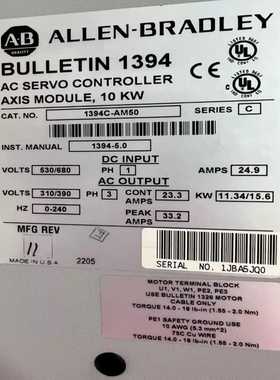 AB ALLEN-BRADLEY
BULLETIN 1394
AC SERVO CONTROLLER
AXIS MODULE, 10 KW
CAT. NO. 1394C-AM50 SERIES C
INST. MANUAL 1394-5.0
DC INPUT
VOLTS 530/680 PH 1 AMPS 24.9
AC OUTPUT
VOLTS 310/390 PH 3 CONT AMPS 23.3 KW 11.34/15.6
HZ 0-240 PEAK AMPS 33.2
MFG REV
MADE IN U.S.A. 2205
SERIAL NO. 1JBA5JQ0
MOTOR TERMINAL BLOCK
U1, V1, W1, PE2, PE3
USE BULLETIN 1326 MOTOR
CABLE ONLY
TORQUE 14.0 - 18 lb-in (1.55 - 2.0 Nm)
PE1 SAFETY GROUND USE
10 AWG (5.3 mm²)
75C Cu WIRE
TORQUE 14.0 - 18 lb-in (1.55 - 2.0 Nm)